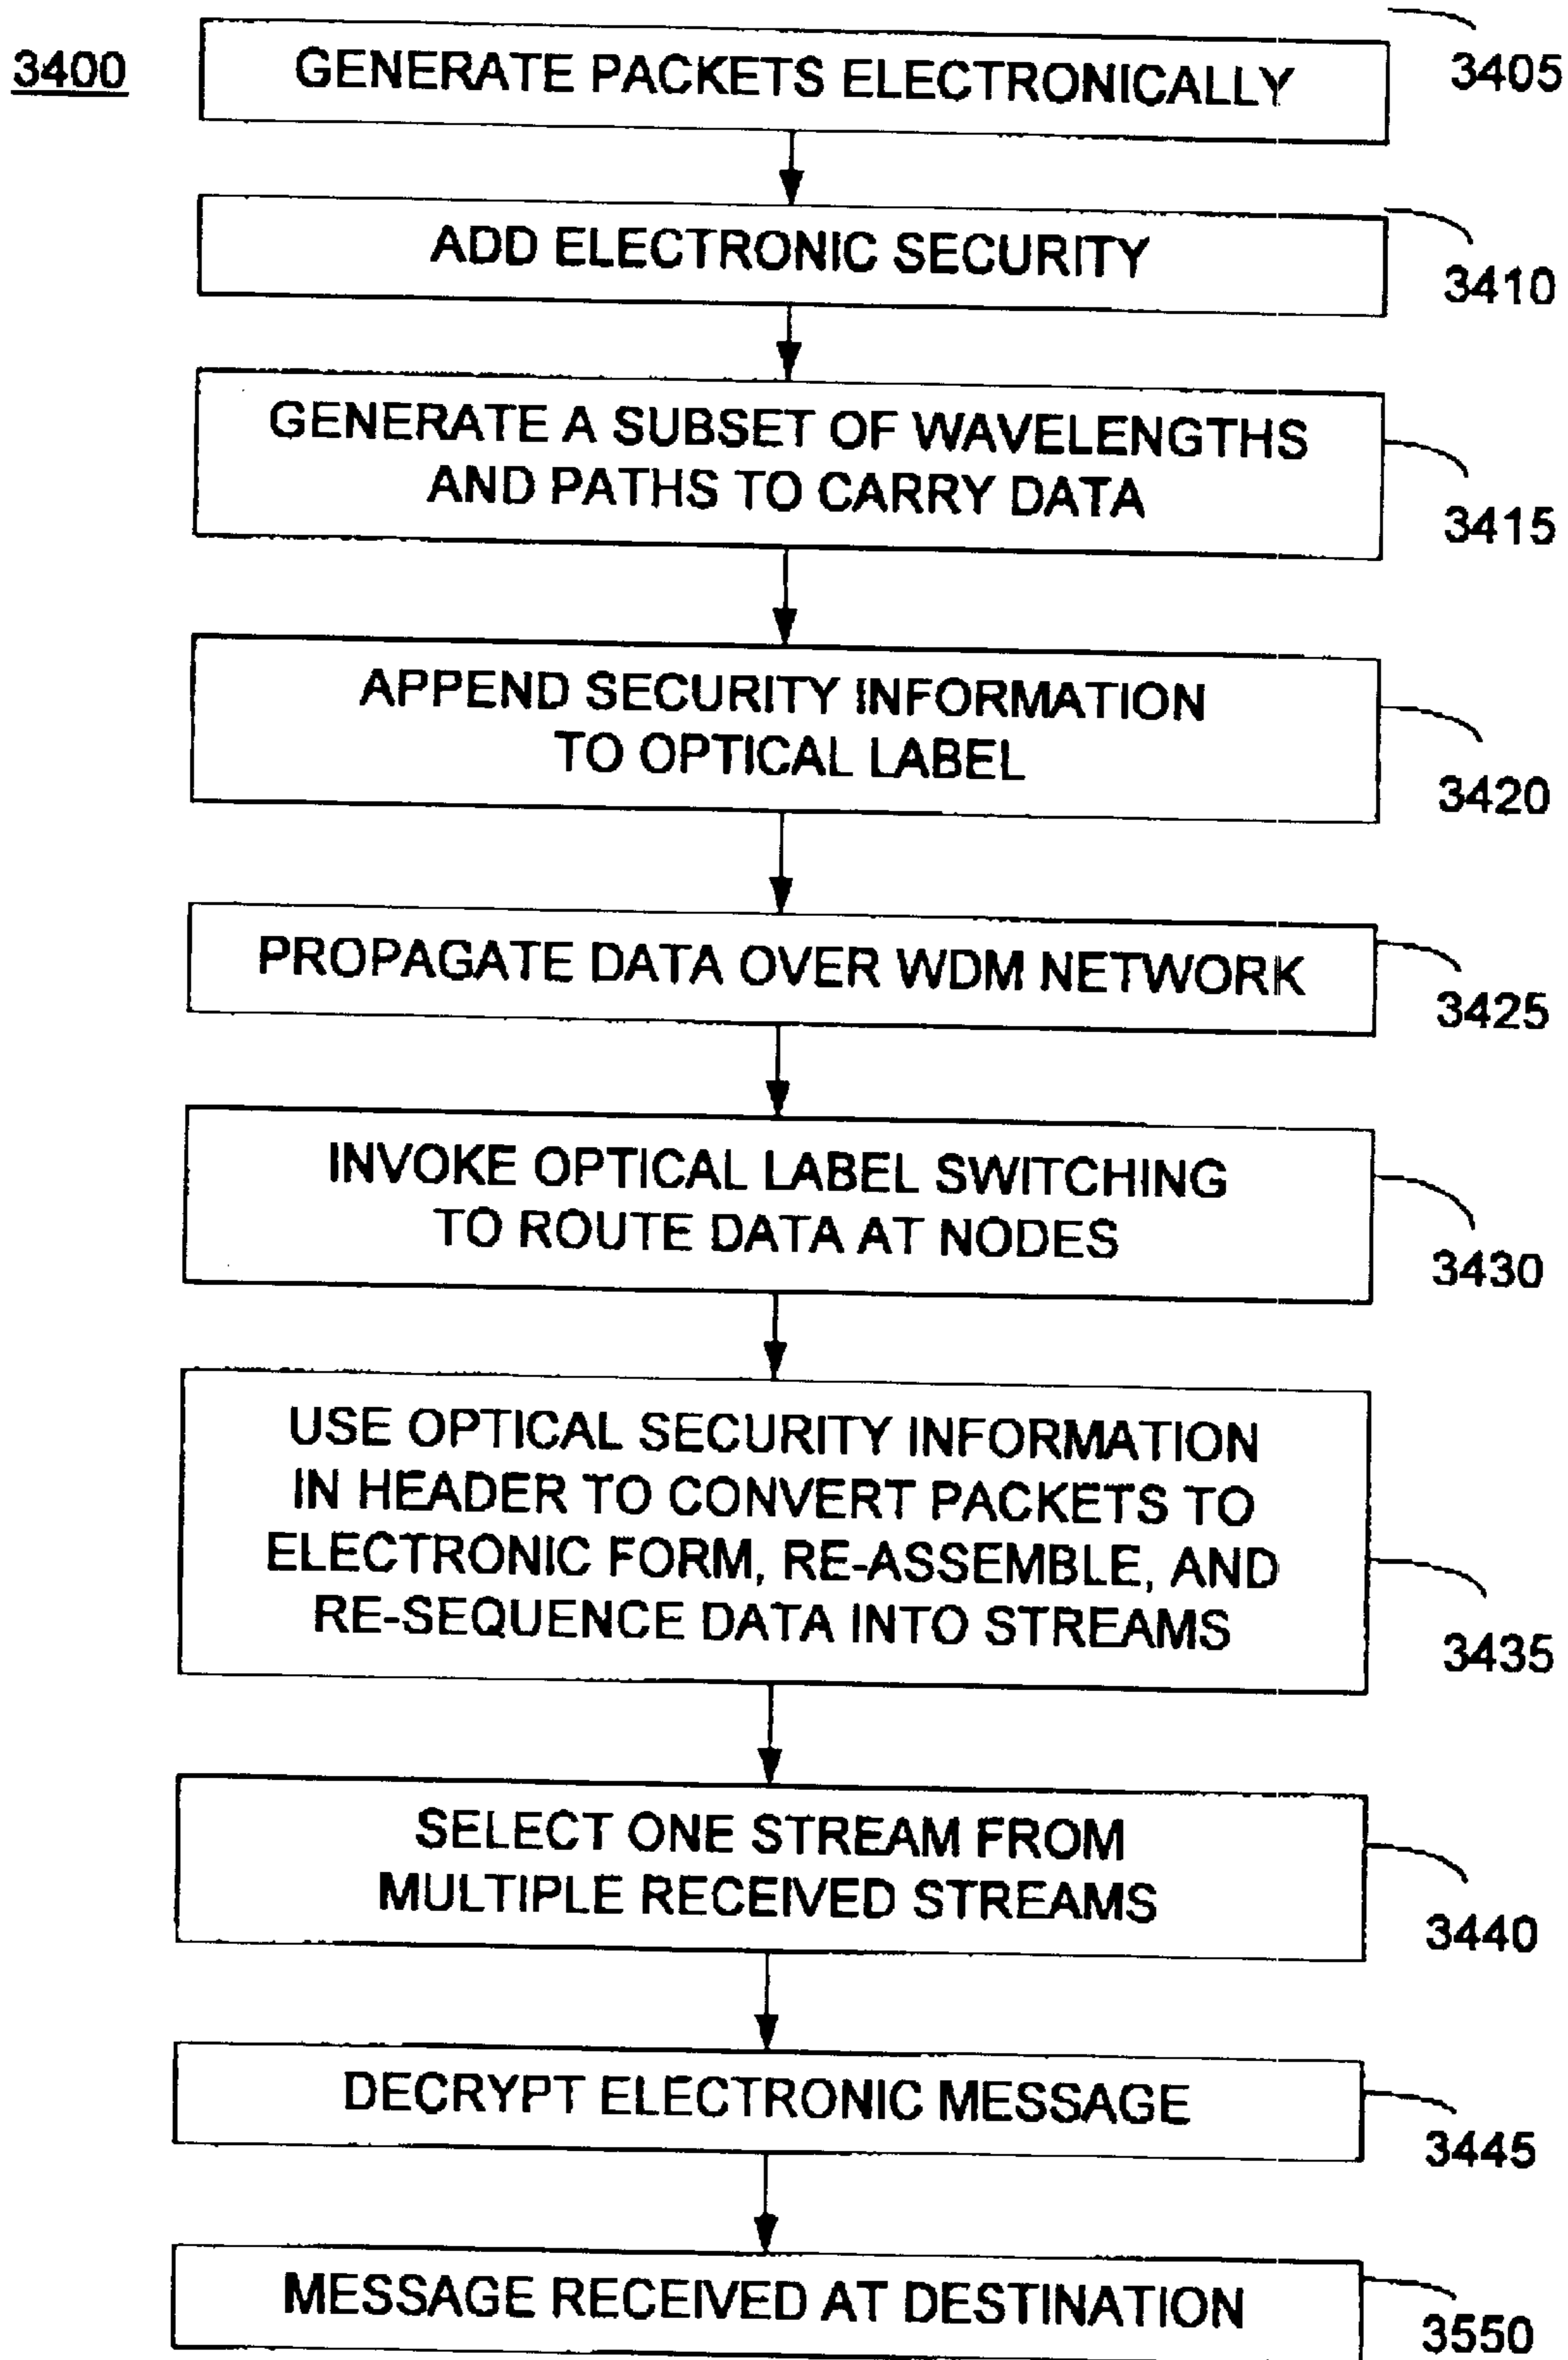 3400
GENERATE PACKETS ELECTRONICALLY
3405
ADD ELECTRONIC SECURITY
3410
GENERATE A SUBSET OF WAVELENGTHS
AND PATHS TO CARRY DATA
3415
APPEND SECURITY INFORMATION
TO OPTICAL LABEL
3420
PROPAGATE DATA OVER WDM NETWORK
3425
INVOKE OPTICAL LABEL SWITCHING
TO ROUTE DATA AT NODES
3430
USE OPTICAL SECURITY INFORMATION
IN HEADER TO CONVERT PACKETS TO
ELECTRONIC FORM, RE-ASSEMBLE, AND
RE-SEQUENCE DATA INTO STREAMS
3435
SELECT ONE STREAM FROM
MULTIPLE RECEIVED STREAMS
3440
DECRYPT ELECTRONIC MESSAGE
3445
MESSAGE RECEIVED AT DESTINATION
3550